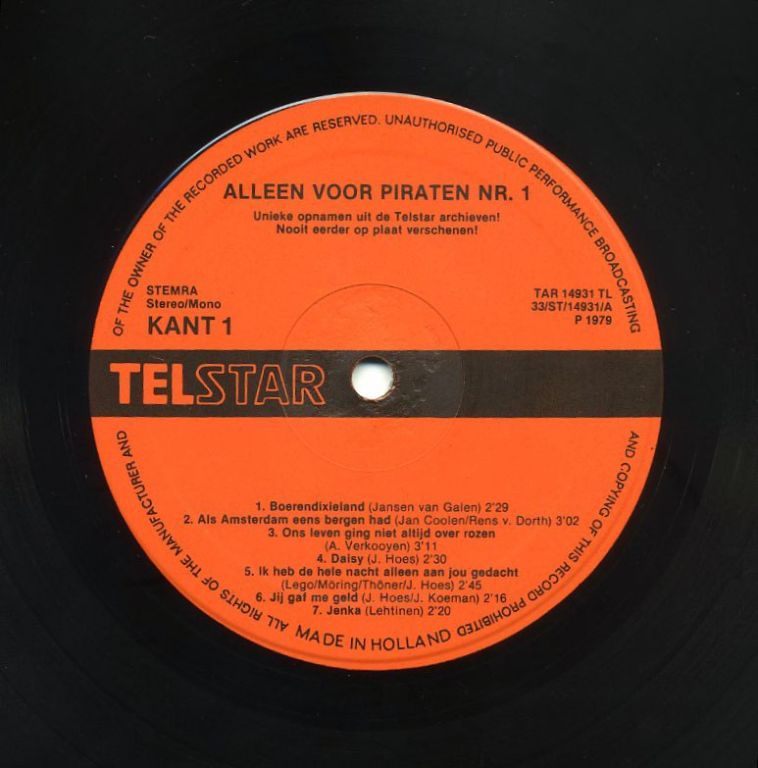 ALL RIGHTS OF THE MANUFACTURER AND OF THE OWNER OF THE RECORDED WORK ARE RESERVED. UNAUTHORISED PUBLIC PERFORMANCE BROADCASTING AND COPYING OF THIS RECORD PROHIBITED
ALLEEN VOOR PIRATEN NR. 1
Unieke opnamen uit de Telstar archieven!
Nooit eerder op plaat verschenen!
STEMRA
Stereo/Mono
KANT 1
TAR 14931 TL
33/ST/14931/A
P 1979
TELSTAR
1. Boerendixieland (Jansen van Galen) 2'29
2. Als Amsterdam eens bergen had (Jan Coolen/Rens v. Dorth) 3'02
3. Ons leven ging niet altijd over rozen
(A. Verkooyen) 3'11
4. Daisy (J. Hoes) 2'30
5. Ik heb de hele nacht alleen aan jou gedacht
(Lego/Möring/Thöner/J. Hoes) 2'45
6. Jij gaf me geld (J. Hoes/J. Koeman) 2'16
7. Jenka (Lehtinen) 2'20
MADE IN HOLLAND